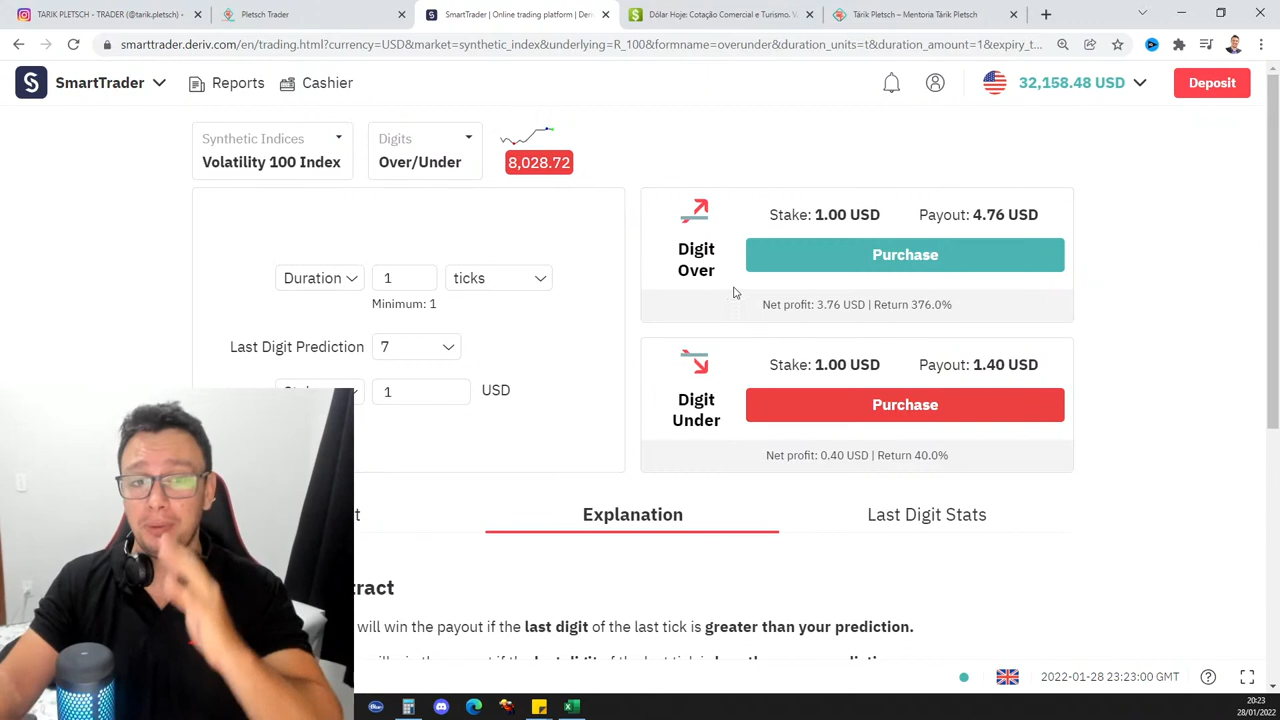 TARIK PLETSCH - TRADER (@tarik.pletsch) •
Pletsch Trader
SmartTrader | Online trading platform | Deri
Dólar Hoje: Cotação Comercial e Turismo. V
Tárik Pletsch – Mentoria Tárik Pletsch
smarttrader.deriv.com/en/trading.html?currency=USD&market=synthetic_index&underlying=R_100&formname=overunder&duration_units=t&duration_amount=1&expiry_t...
SmartTrader
Reports
Cashier
32,158.48 USD
Deposit
Synthetic Indices
Volatility 100 Index
Digits
Over/Under
8,028.72
Duration
1
ticks
Minimum: 1
Last Digit Prediction
7
1
USD
Digit
Over
Stake: 1.00 USD
Payout: 4.76 USD
Purchase
Net profit: 3.76 USD | Return 376.0%
Digit
Under
Stake: 1.00 USD
Payout: 1.40 USD
Purchase
Net profit: 0.40 USD | Return 40.0%
t
Explanation
Last Digit Stats
tract
will win the payout if the last digit of the last tick is greater than your prediction.
2022-01-28 23:23:00 GMT
20:23
28/01/2022